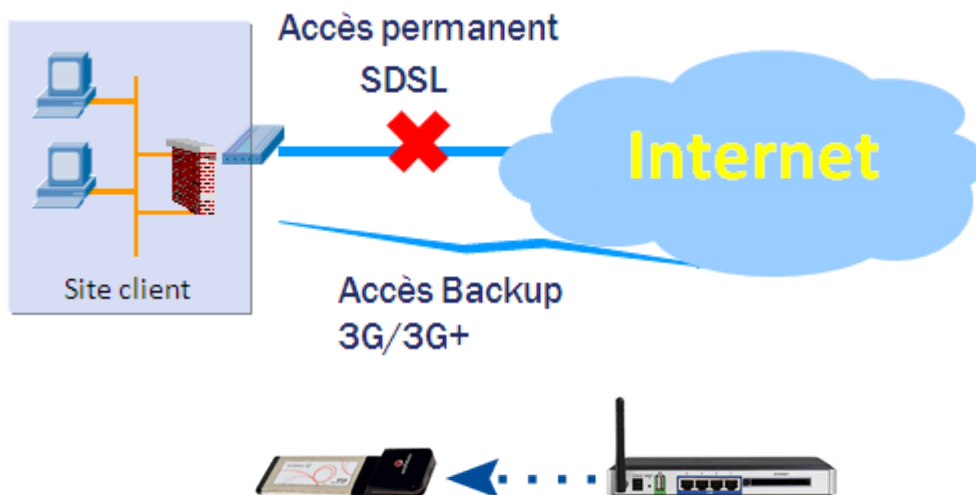 Accès permanent
SDSL
Internet
Site client
Accès Backup
3G/3G+